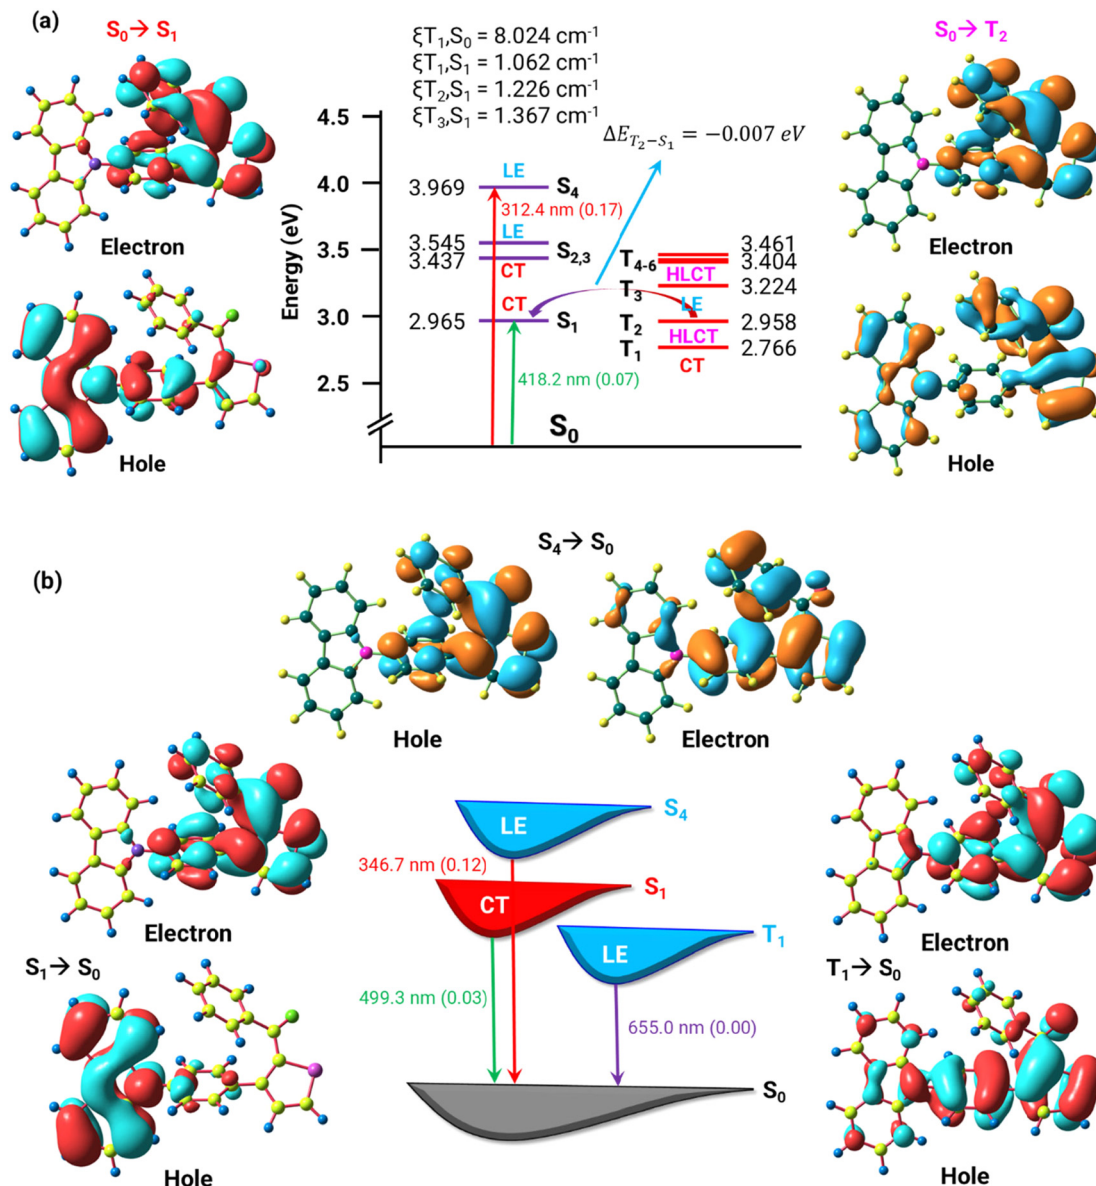 (a)
S₀→ S₁
ξT₁,S₀ = 8.024 cm⁻¹
ξT₁,S₁ = 1.062 cm⁻¹
ξT₂,S₁ = 1.226 cm⁻¹
ξT₃,S₁ = 1.367 cm⁻¹
S₀→ T₂
ΔE_{T₂−S₁} = −0.007 eV
Energy (eV)
4.5
4.0
3.5
3.0
2.5
LE
3.969
S₄
312.4 nm (0.17)
LE
3.545
S₂,₃
3.437
CT
CT
2.965
S₁
418.2 nm (0.07)
S₀
3.461
T₄₋₆
3.404
HLCT
T₃
3.224
LE
T₂
2.958
HLCT
T₁
2.766
CT
Electron
Hole
Electron
Hole
(b)
S₄→ S₀
Hole
Electron
Electron
S₁→ S₀
Hole
LE
S₄
346.7 nm (0.12)
CT
S₁
LE
T₁
499.3 nm (0.03)
655.0 nm (0.00)
S₀
Electron
T₁→ S₀
Hole